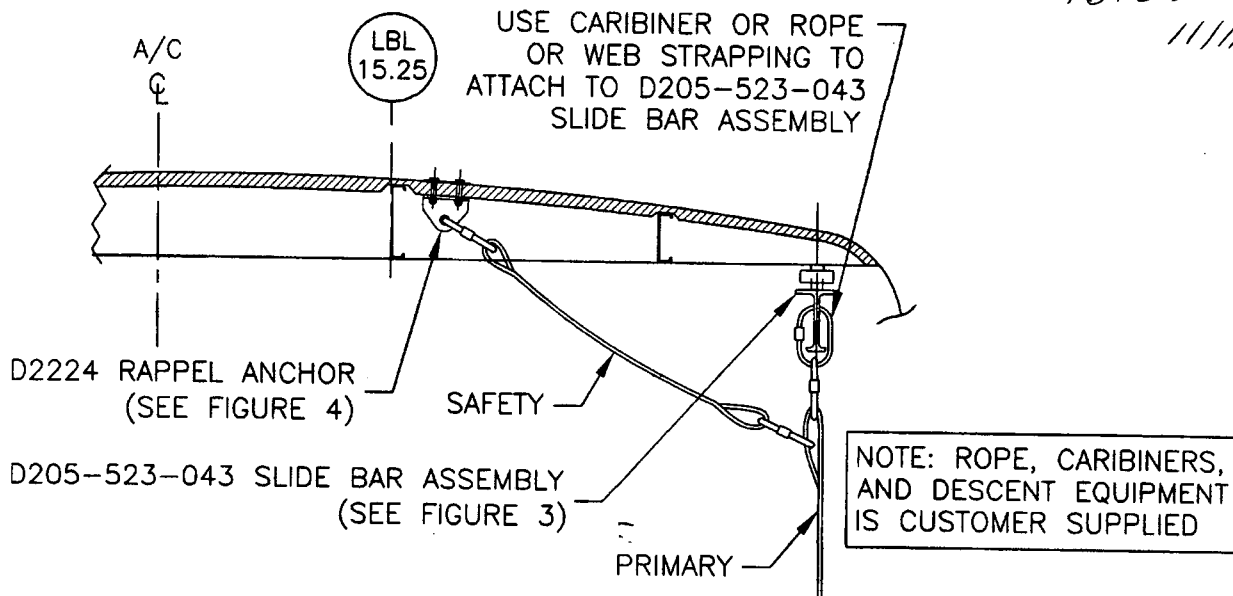 USE CARIBINER OR ROPE
OR WEB STRAPPING TO
ATTACH TO D205-523-043
SLIDE BAR ASSEMBLY
A/C
℄
LBL
15.25
D2224 RAPPEL ANCHOR
(SEE FIGURE 4)
SAFETY
D205-523-043 SLIDE BAR ASSEMBLY
(SEE FIGURE 3)
PRIMARY
NOTE: ROPE, CARIBINERS,
AND DESCENT EQUIPMENT
IS CUSTOMER SUPPLIED